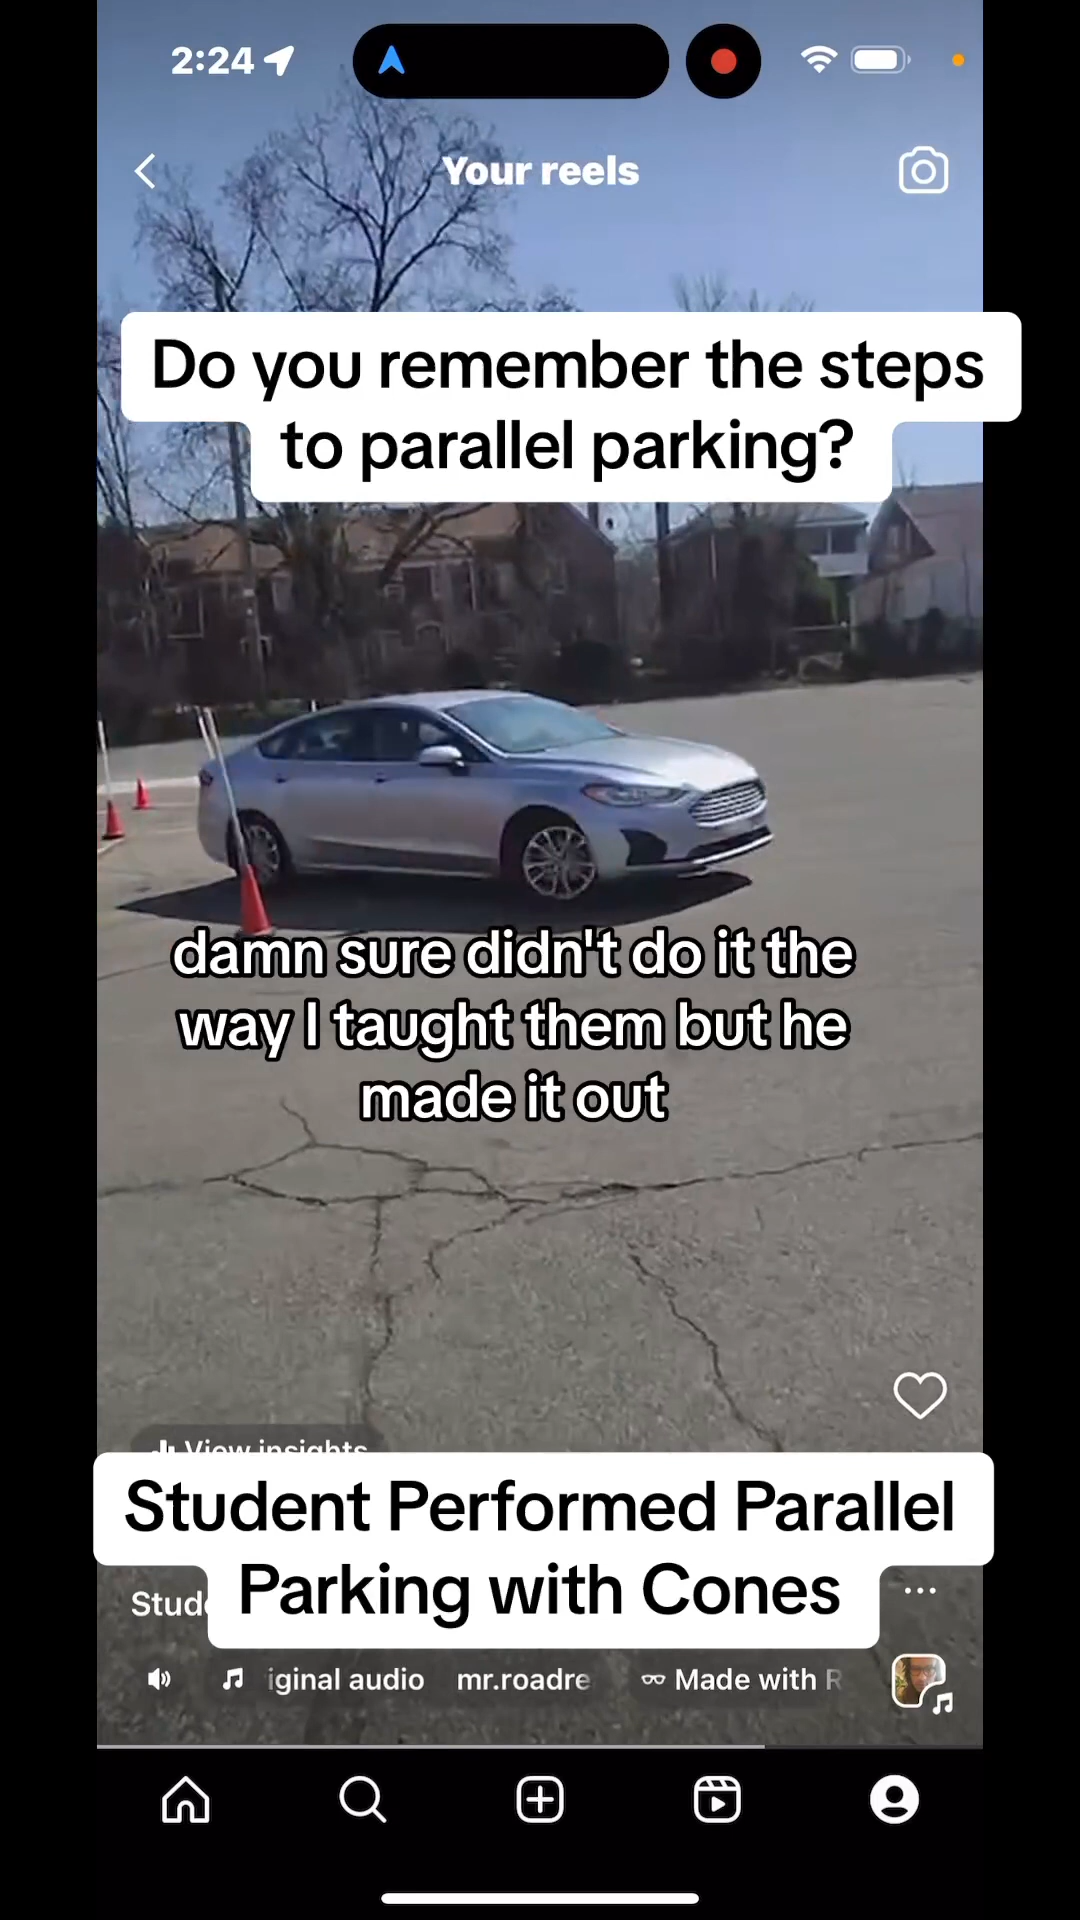 2:24
Your reels
Do you remember the steps
to parallel parking?
damn sure didn't do it the
way I taught them but he
made it out
View insights
Student Performed Parallel
Parking with Cones
iginal audio mr.roadre Made with R